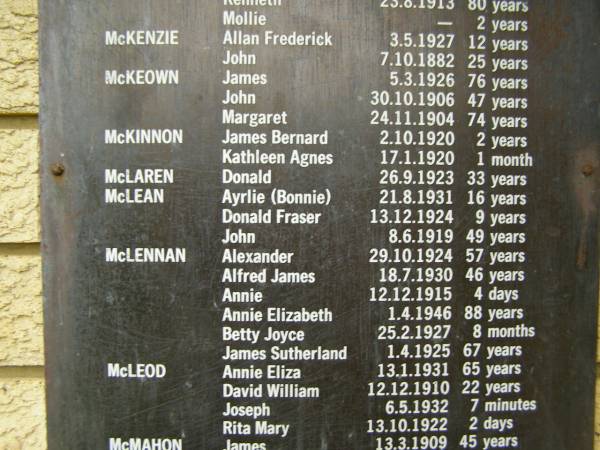 Kenneth 23.8.1913 80 years
Mollie — 2 years
McKENZIE Allan Frederick 3.5.1927 12 years
John 7.10.1882 25 years
McKEOWN James 5.3.1926 76 years
John 30.10.1906 47 years
Margaret 24.11.1904 74 years
McKINNON James Bernard 2.10.1920 2 years
Kathleen Agnes 17.1.1920 1 month
McLAREN Donald 26.9.1923 33 years
McLEAN Ayrlie (Bonnie) 21.8.1931 16 years
Donald Fraser 13.12.1924 9 years
John 8.6.1919 49 years
McLENNAN Alexander 29.10.1924 57 years
Alfred James 18.7.1930 46 years
Annie 12.12.1915 4 days
Annie Elizabeth 1.4.1946 88 years
Betty Joyce 25.2.1927 8 months
James Sutherland 1.4.1925 67 years
McLEOD Annie Eliza 13.1.1931 65 years
David William 12.12.1910 22 years
Joseph 6.5.1932 7 minutes
Rita Mary 13.10.1922 2 days
McMAHON James 13.3.1909 45 years